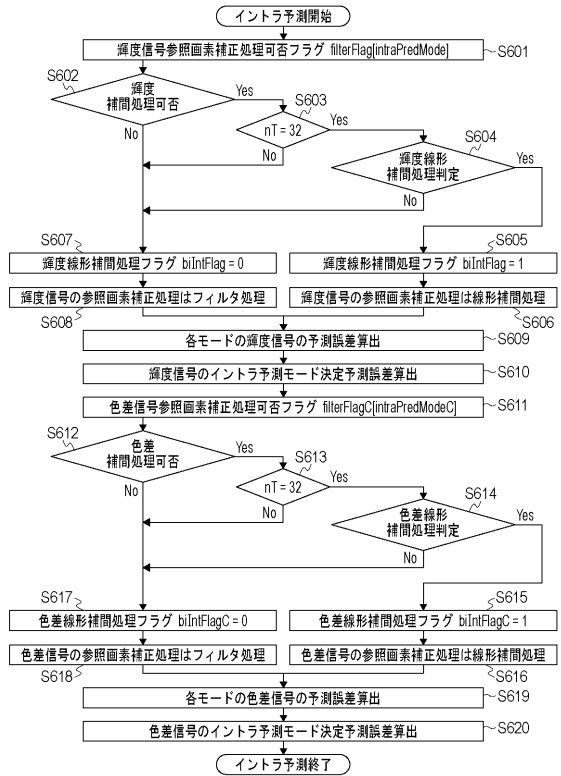 イントラ予測開始
輝度信号参照画素補正処理可否フラグ filterFlag[intraPredMode]
S601
S602
輝度
補間処理可否
Yes
No
S603
nT = 32
Yes
No
S604
輝度線形
補間処理判定
Yes
No
S607
輝度線形補間処理フラグ biIntFlag = 0
S605
輝度線形補間処理フラグ biIntFlag = 1
輝度信号の参照画素補正処理はフィルタ処理
S608
輝度信号の参照画素補正処理は線形補間処理
S606
各モードの輝度信号の予測誤差算出
S609
輝度信号のイントラ予測モード決定予測誤差算出
S610
色差信号参照画素補正処理可否フラグ filterFlagC[intraPredModeC]
S611
S612
色差
補間処理可否
Yes
No
S613
nT = 32
Yes
No
S614
色差線形
補間処理判定
Yes
No
S617
色差線形補間処理フラグ biIntFlagC = 0
S615
色差線形補間処理フラグ biIntFlagC = 1
色差信号の参照画素補正処理はフィルタ処理
S618
色差信号の参照画素補正処理は線形補間処理
S616
各モードの色差信号の予測誤差算出
S619
色差信号のイントラ予測モード決定予測誤差算出
S620
イントラ予測終了